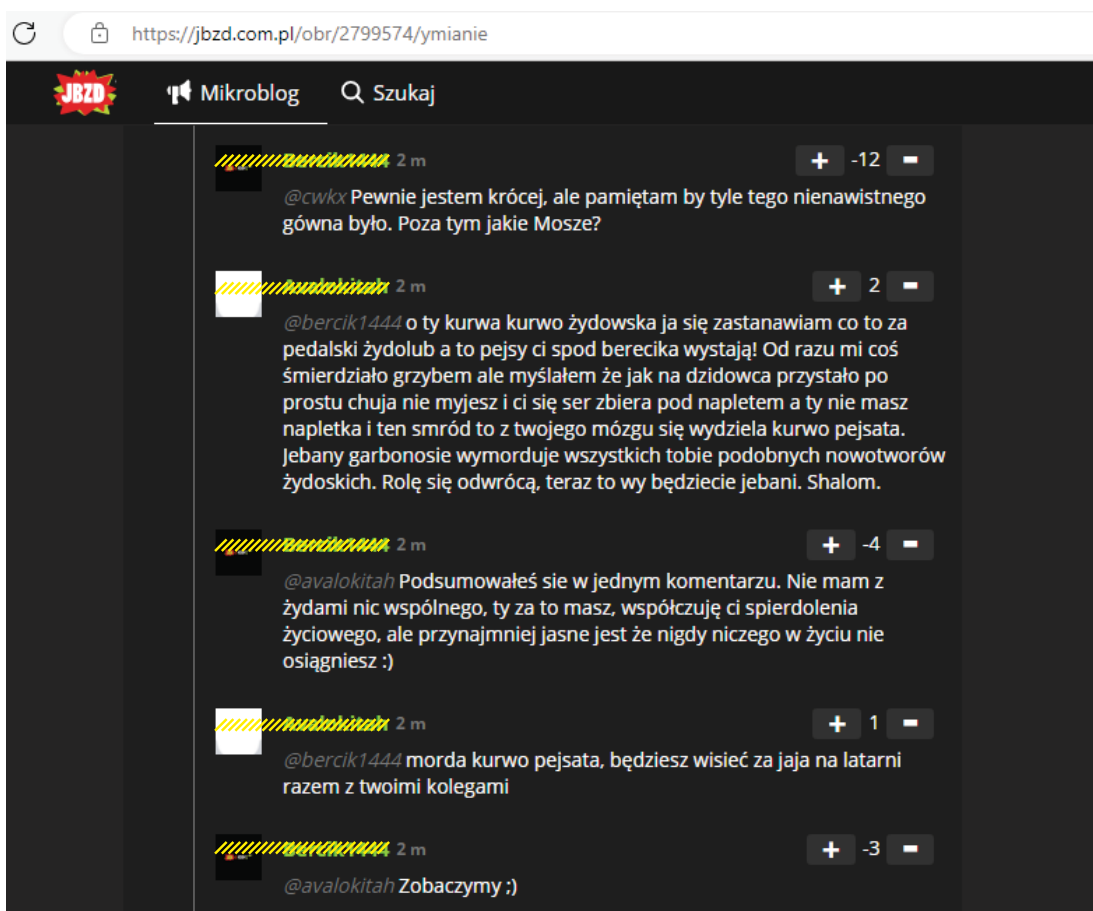 https://jbzd.com.pl/obr/2799574/ymianie
JBZD Mikroblog Szukaj
2 m + -12 -
@cwkx Pewnie jestem krócej, ale pamiętam by tyle tego nienawistnego
gówna było. Poza tym jakie Mosze?
2 m + 2 -
@bercik1444 o ty kurwa kurwo żydowska ja się zastanawiam co to za
pedalski żydolub a to pejsy ci spod berecika wystają! Od razu mi coś
śmierdziało grzybem ale myślałem że jak na dzidowca przystało po
prostu chuja nie myjesz i ci się ser zbiera pod napletem a ty nie masz
napletka i ten smród to z twojego mózgu się wydziela kurwo pejsata.
Jebany garbonosie wymorduje wszystkich tobie podobnych nowotworów
żydoskich. Rolę się odwrócą, teraz to wy będziecie jebani. Shalom.
2 m + -4 -
@avalokitah Podsumowałeś sie w jednym komentarzu. Nie mam z
żydami nic wspólnego, ty za to masz, współczuję ci spierdolenia
życiowego, ale przynajmniej jasne jest że nigdy niczego w życiu nie
osiągniesz :)
2 m + 1 -
@bercik1444 morda kurwo pejsata, będziesz wisieć za jaja na latarni
razem z twoimi kolegami
2 m + -3 -
@avalokitah Zobaczymy ;)